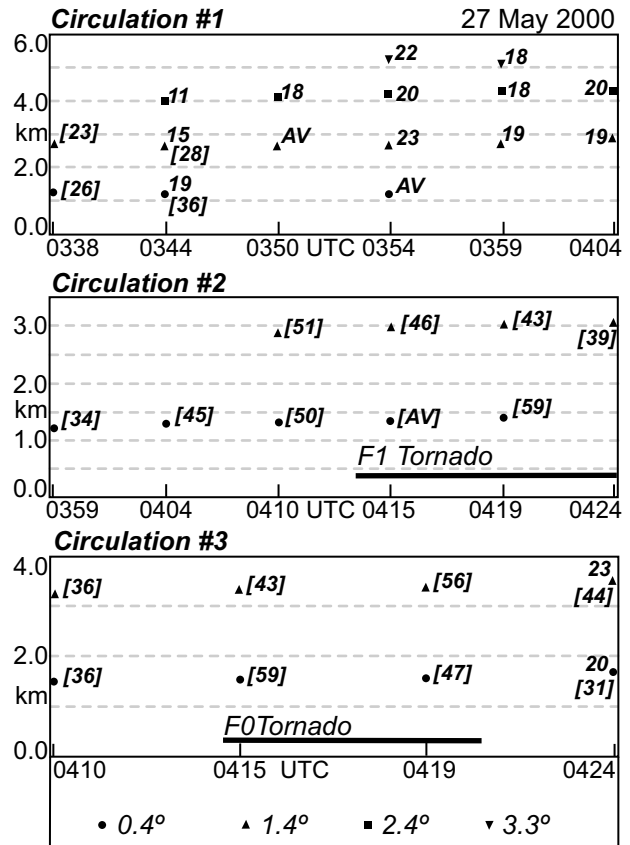 Circulation #1 27 May 2000
6.0
22 18
11 18 20 18 20
4.0
km [23] 15 AV 23 19 19
[28]
2.0
[26] 19 AV
[36]
0.0
0338 0344 0350 UTC 0354 0359 0404
Circulation #2
3.0
[51] [46] [43] [39]
2.0
km
[34] [45] [50] [AV] [59]
1.0
F1 Tornado
0.0
0359 0404 0410 UTC 0415 0419 0424
Circulation #3
4.0
[36] [43] [56] 23
[44]
2.0
[36] [59] [47] 20
km [31]
F0Tornado
0.0
0410 0415 UTC 0419 0424
0.4º 1.4º 2.4º 3.3º